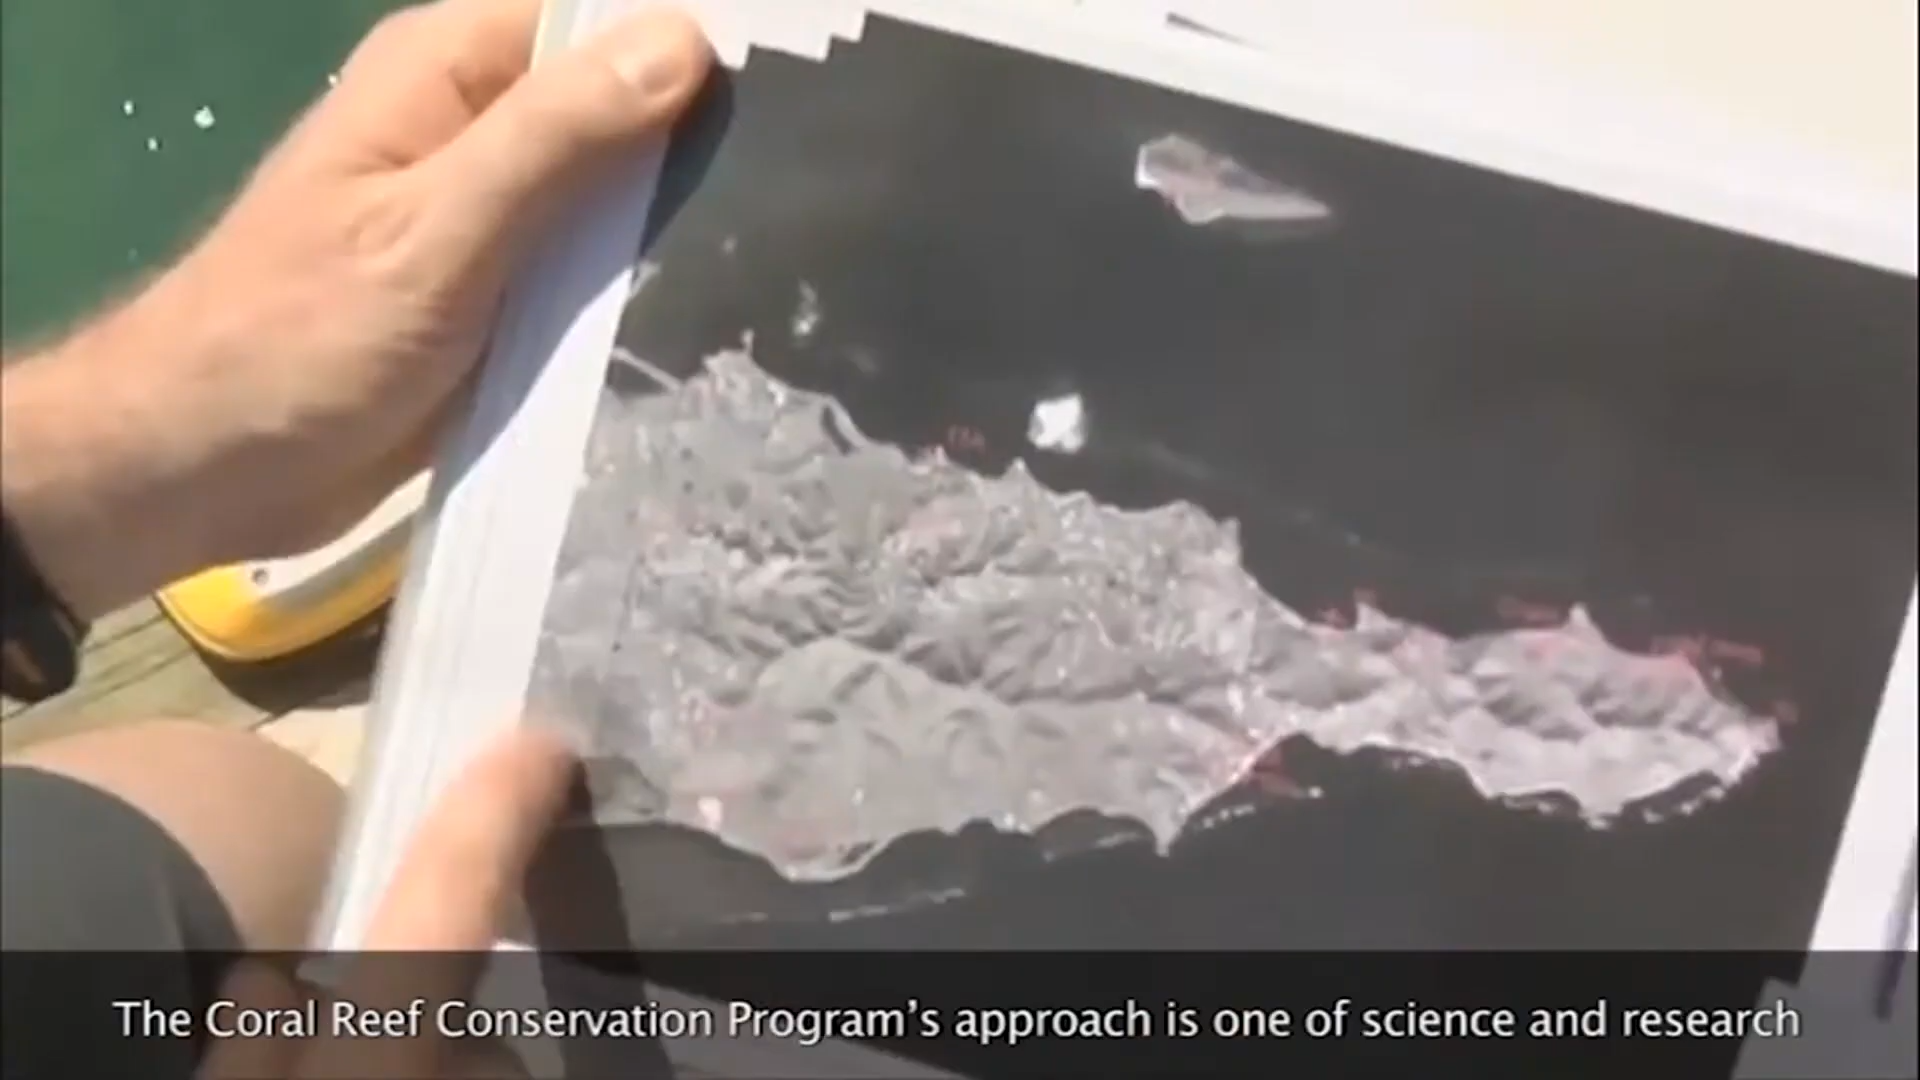 The Coral Reef Conservation Program’s approach is one of science and research